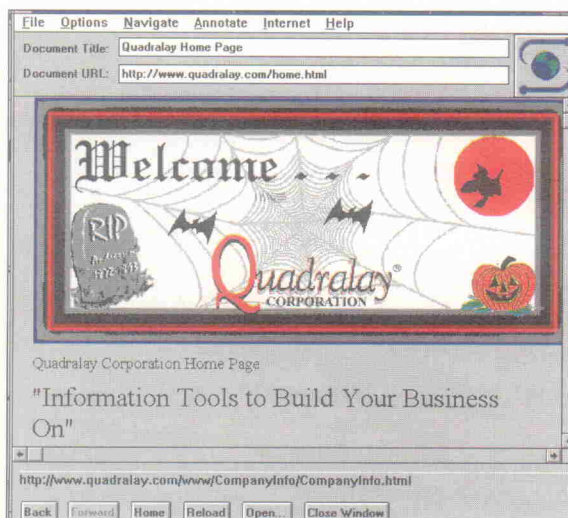 File Options Navigate Annotate Internet Help
Document Title: Quadralay Home Page
Document URL: http://www.quadralay.com/home.html
Welcome . . .
RIP
Quadralay®
CORPORATION
Quadralay Corporation Home Page
"Information Tools to Build Your Business
On"
http://www.quadralay.com/www/CompanyInfo/CompanyInfo.html
Back Forward Home Reload Open... Close Window